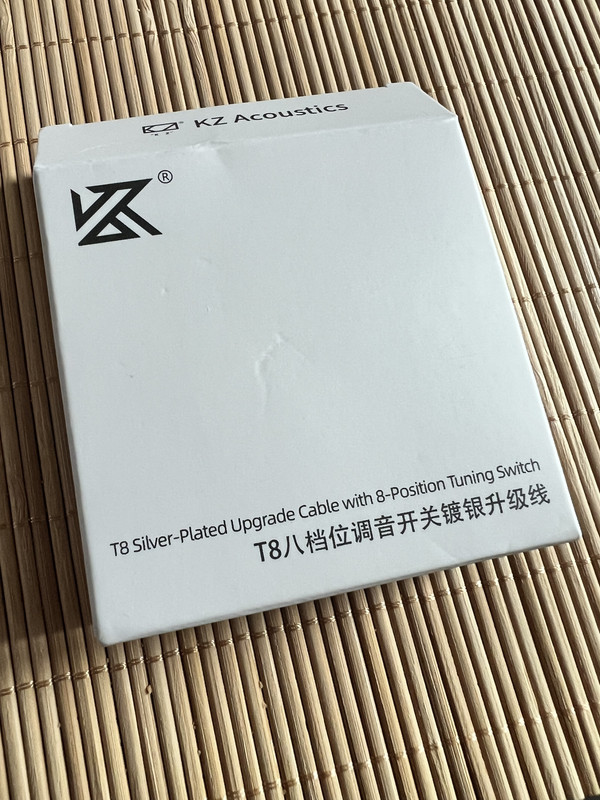 KZ Acoustics
KZ ®
T8 Silver-Plated Upgrade Cable with 8-Position Tuning Switch
T8八档位调音开关镀银升级线